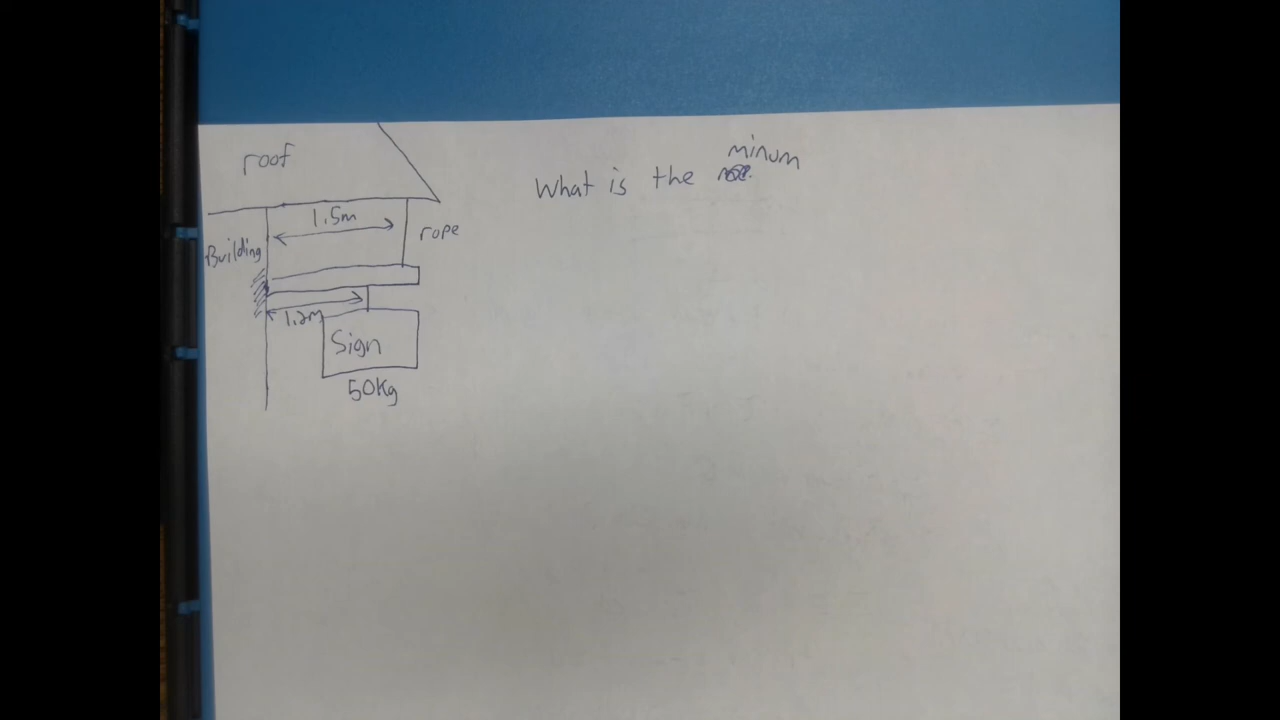 roof
What is the minum
1.5m
rope
Building
1.2m
Sign
50Kg